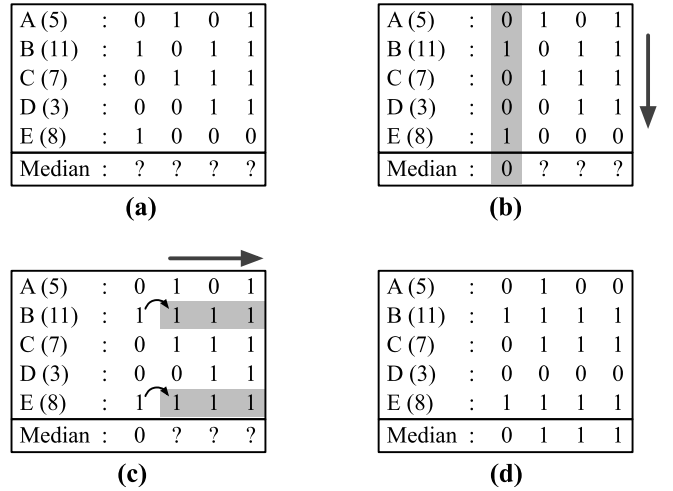 A (5) : 0 1 0 1
B (11) : 1 0 1 1
C (7) : 0 1 1 1
D (3) : 0 0 1 1
E (8) : 1 0 0 0
Median : ? ? ? ?
(a)
A (5) : 0 1 0 1
B (11) : 1 0 1 1
C (7) : 0 1 1 1
D (3) : 0 0 1 1
E (8) : 1 0 0 0
Median : 0 ? ? ?
(b)
A (5) : 0 1 0 1
B (11) : 1 1 1 1
C (7) : 0 1 1 1
D (3) : 0 0 1 1
E (8) : 1 1 1 1
Median : 0 ? ? ?
(c)
A (5) : 0 1 0 0
B (11) : 1 1 1 1
C (7) : 0 1 1 1
D (3) : 0 0 0 0
E (8) : 1 1 1 1
Median : 0 1 1 1
(d)